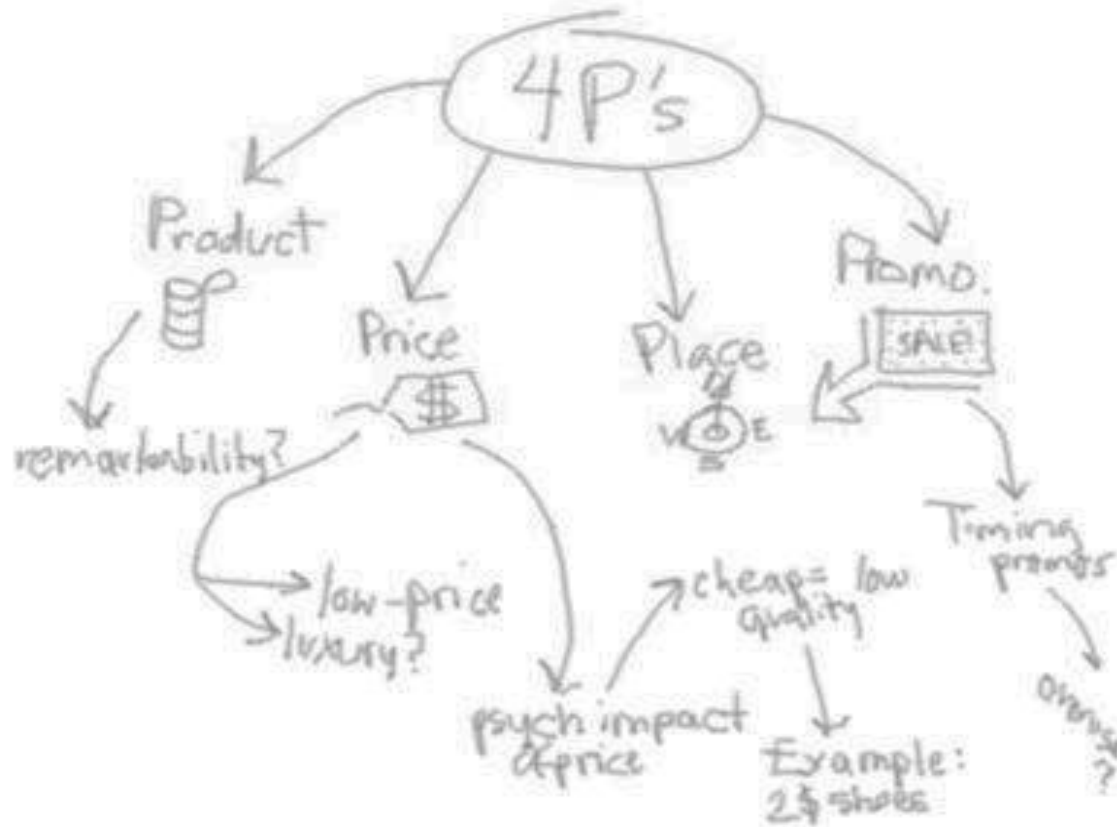 4P's
Product
Price
$
Place
N
W E
S
Promo.
SALE!
remarkability?
low-price
luxury?
psych impact
of price
cheap = low
quality
Example:
2$ shoes
Timing
promos
overuse
?